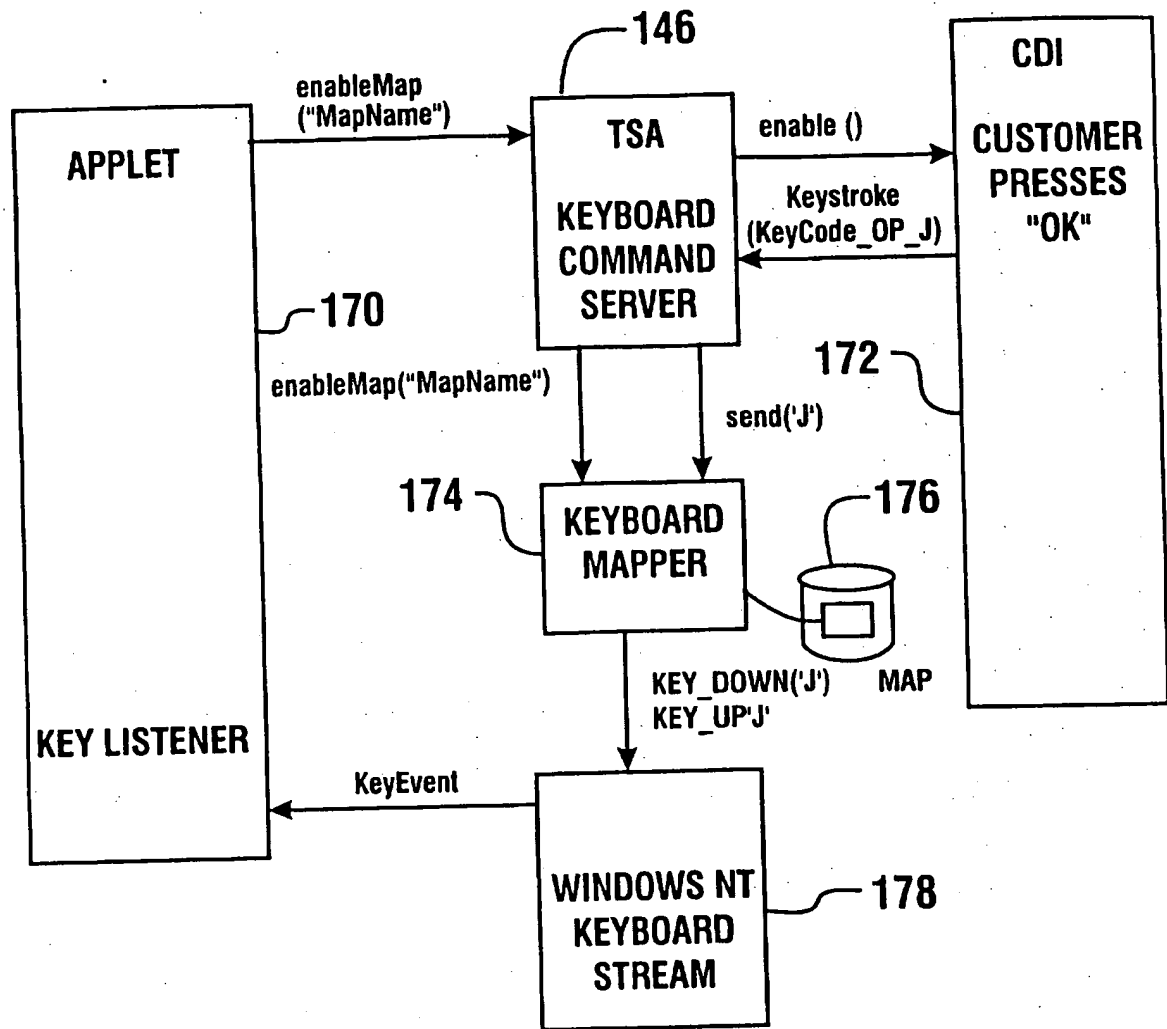 146
enableMap
("MapName")
APPLET
TSA
KEYBOARD
COMMAND
SERVER
enable ()
Keystroke
(KeyCode_OP_J)
CDI
CUSTOMER
PRESSES
"OK"
170
172
enableMap("MapName")
send('J')
174
KEYBOARD
MAPPER
176
MAP
KEY_DOWN('J')
KEY_UP'J'
KEY LISTENER
KeyEvent
WINDOWS NT
KEYBOARD
STREAM
178